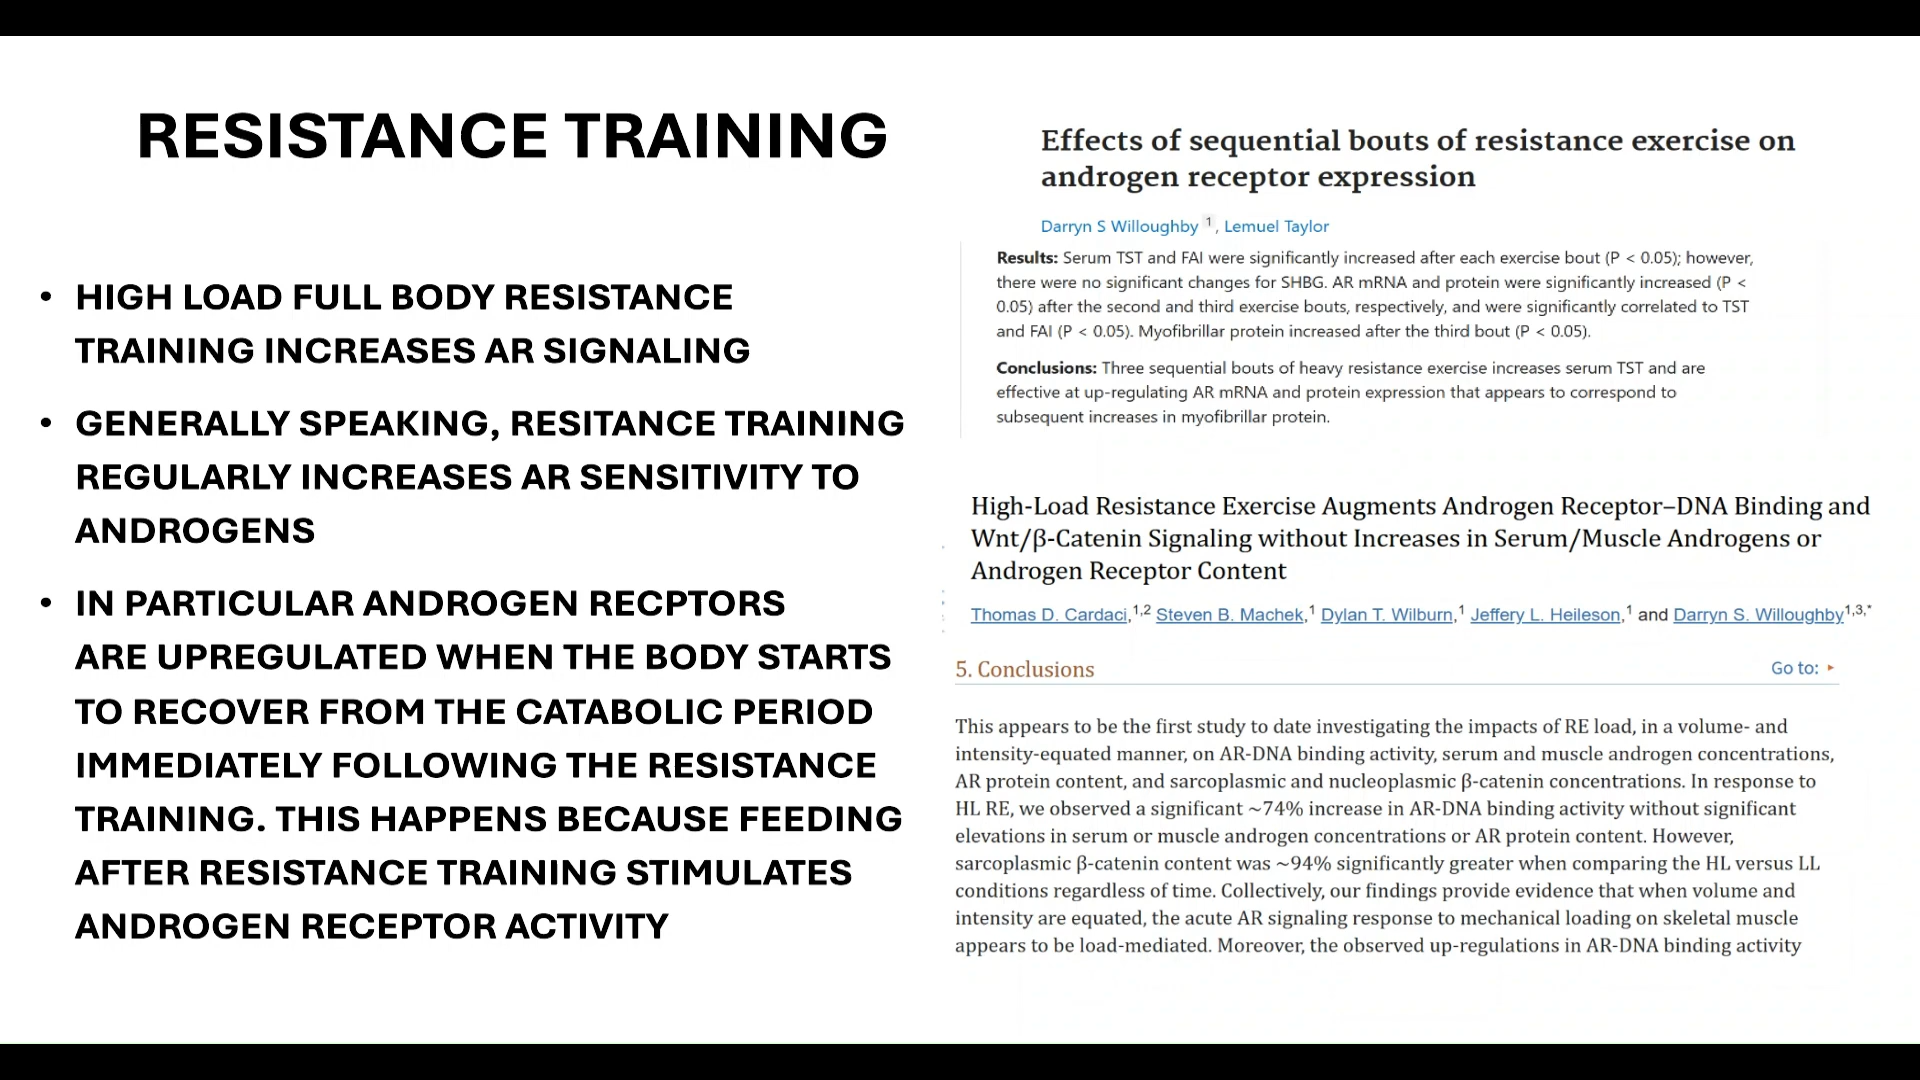 RESISTANCE TRAINING
• HIGH LOAD FULL BODY RESISTANCE
TRAINING INCREASES AR SIGNALING
• GENERALLY SPEAKING, RESITANCE TRAINING
REGULARLY INCREASES AR SENSITIVITY TO
ANDROGENS
• IN PARTICULAR ANDROGEN RECPTORS
ARE UPREGULATED WHEN THE BODY STARTS
TO RECOVER FROM THE CATABOLIC PERIOD
IMMEDIATELY FOLLOWING THE RESISTANCE
TRAINING. THIS HAPPENS BECAUSE FEEDING
AFTER RESISTANCE TRAINING STIMULATES
ANDROGEN RECEPTOR ACTIVITY
Effects of sequential bouts of resistance exercise on
androgen receptor expression
Darryn S Willoughby 1, Lemuel Taylor
Results: Serum TST and FAI were significantly increased after each exercise bout (P < 0.05); however,
there were no significant changes for SHBG. AR mRNA and protein were significantly increased (P <
0.05) after the second and third exercise bouts, respectively, and were significantly correlated to TST
and FAI (P < 0.05). Myofibrillar protein increased after the third bout (P < 0.05).
Conclusions: Three sequential bouts of heavy resistance exercise increases serum TST and are
effective at up-regulating AR mRNA and protein expression that appears to correspond to
subsequent increases in myofibrillar protein.
High-Load Resistance Exercise Augments Androgen Receptor–DNA Binding and
Wnt/β-Catenin Signaling without Increases in Serum/Muscle Androgens or
Androgen Receptor Content
Thomas D. Cardaci,1,2 Steven B. Machek,1 Dylan T. Wilburn,1 Jeffery L. Heileson,1 and Darryn S. Willoughby1,3,*
5. Conclusions Go to: ▸
This appears to be the first study to date investigating the impacts of RE load, in a volume- and
intensity-equated manner, on AR-DNA binding activity, serum and muscle androgen concentrations,
AR protein content, and sarcoplasmic and nucleoplasmic β-catenin concentrations. In response to
HL RE, we observed a significant ~74% increase in AR-DNA binding activity without significant
elevations in serum or muscle androgen concentrations or AR protein content. However,
sarcoplasmic β-catenin content was ~94% significantly greater when comparing the HL versus LL
conditions regardless of time. Collectively, our findings provide evidence that when volume and
intensity are equated, the acute AR signaling response to mechanical loading on skeletal muscle
appears to be load-mediated. Moreover, the observed up-regulations in AR-DNA binding activity